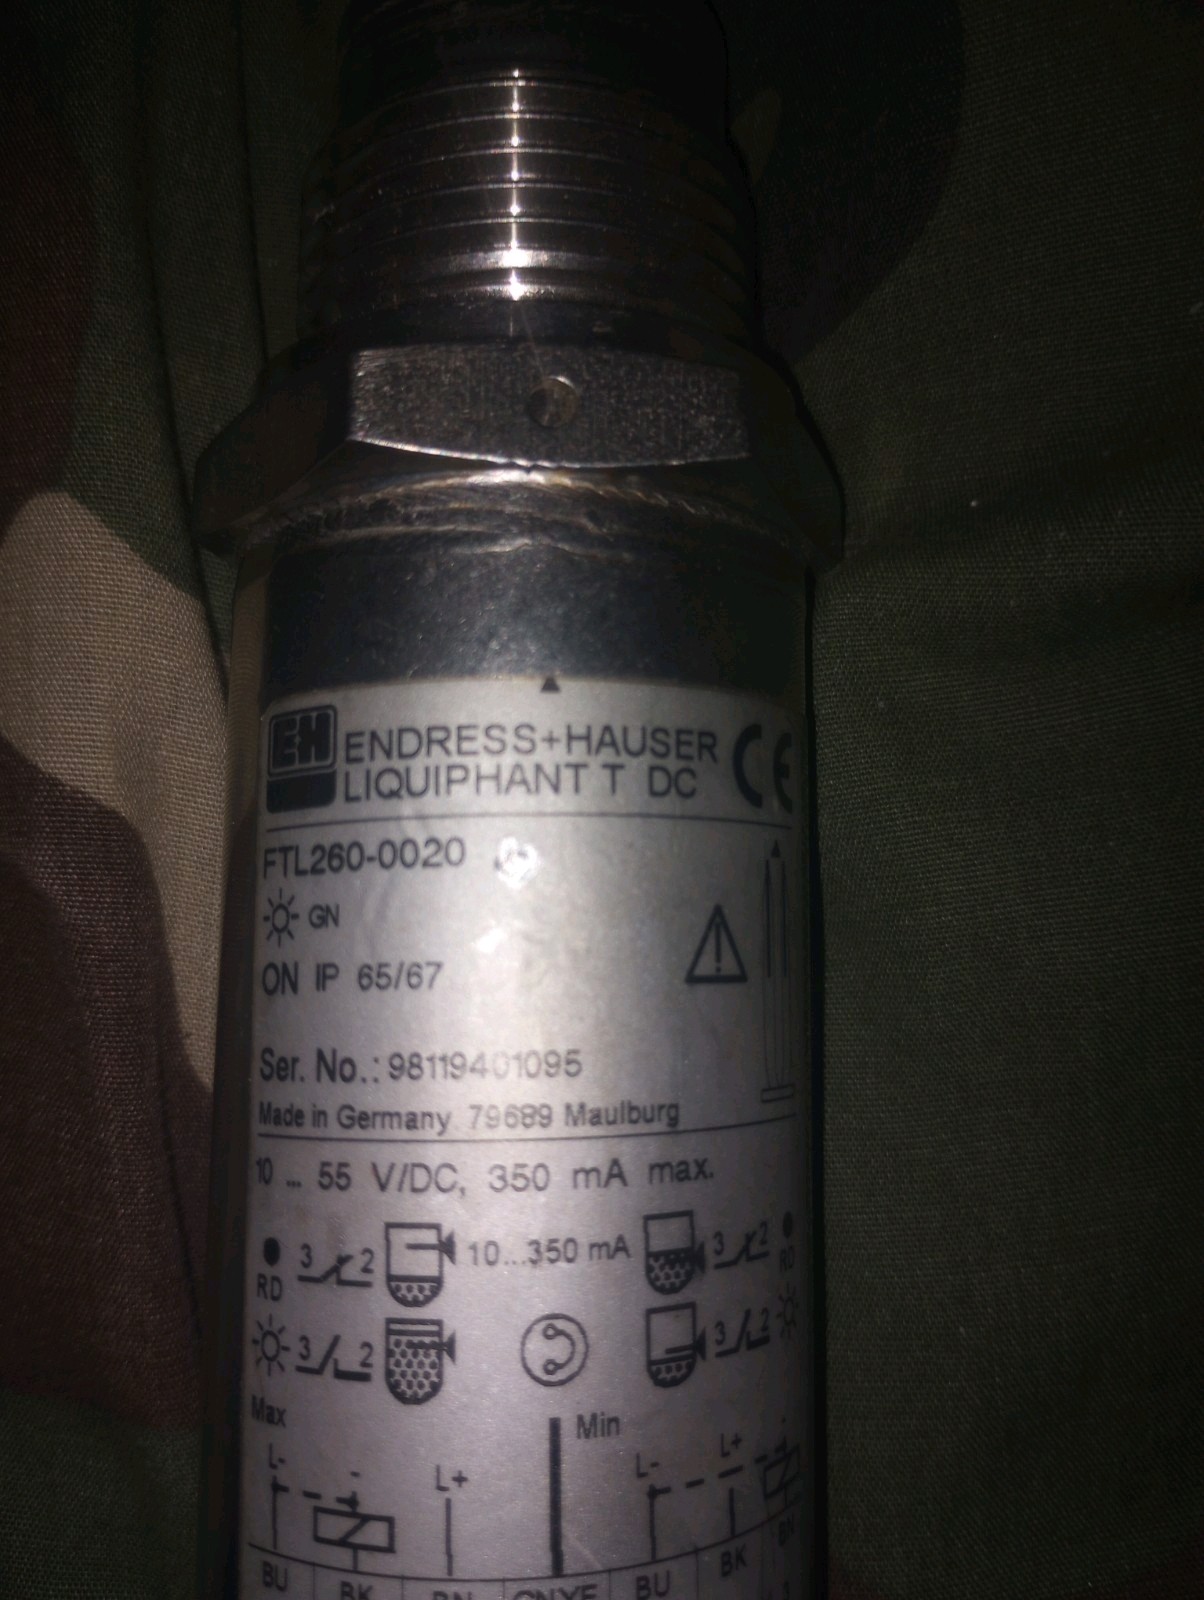 EH ENDRESS+HAUSER CE
LIQUIPHANT T DC
FTL260-0020
GN
ON IP 65/67
Ser. No.: 98119401095
Made in Germany 79689 Maulburg
10 ... 55 V/DC, 350 mA max.
3 2 10...350 mA 3 2
RD RD
3 2 3 2
Max Min
L- - L+ L- L+ -
BU BK BN GNYE BU BK BN